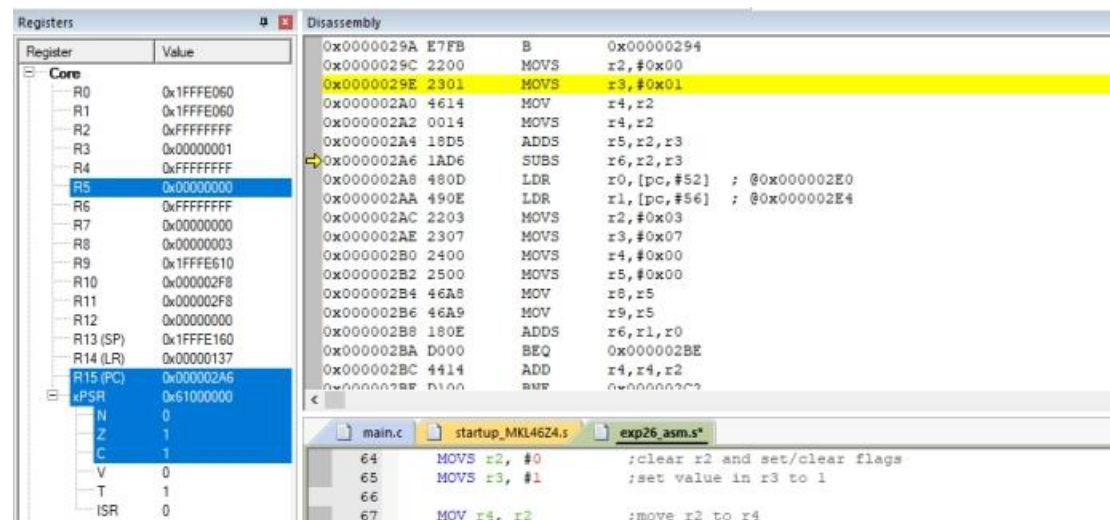 Registers
Register Value
Core
R0 0x1FFFE060
R1 0x1FFFE060
R2 0xFFFFFFFF
R3 0x00000001
R4 0xFFFFFFFF
R5 0x00000000
R6 0xFFFFFFFF
R7 0x00000000
R8 0x00000003
R9 0x1FFFE610
R10 0x000002F8
R11 0x000002F8
R12 0x00000000
R13 (SP) 0x1FFFE160
R14 (LR) 0x00000137
R15 (PC) 0x000002A6
xPSR 0x61000000
N 0
Z 1
C 1
V 0
T 1
ISR 0
Disassembly
0x0000029A E7FB B 0x00000294
0x0000029C 2200 MOVS r2,#0x00
0x0000029E 2301 MOVS r3,#0x01
0x000002A0 4614 MOV r4,r2
0x000002A2 0014 MOVS r4,r2
0x000002A4 18D5 ADDS r5,r2,r3
0x000002A6 1AD6 SUBS r6,r2,r3
0x000002A8 480D LDR r0,[pc,#52] ; @0x000002E0
0x000002AA 490E LDR r1,[pc,#56] ; @0x000002E4
0x000002AC 2203 MOVS r2,#0x03
0x000002AE 2307 MOVS r3,#0x07
0x000002B0 2400 MOVS r4,#0x00
0x000002B2 2500 MOVS r5,#0x00
0x000002B4 46A8 MOV r8,r5
0x000002B6 46A9 MOV r9,r5
0x000002B8 180E ADDS r6,r1,r0
0x000002BA D000 BEQ 0x000002BE
0x000002BC 4414 ADD r4,r4,r2
0x000002BE D100 BNE 0x000002C2
main.c startup_MKL46Z4.s exp26_asm.s*
64 MOVS r2, #0 ;clear r2 and set/clear flags
65 MOVS r3, #1 ;set value in r3 to 1
66
67 MOV r4, r2 ;move r2 to r4